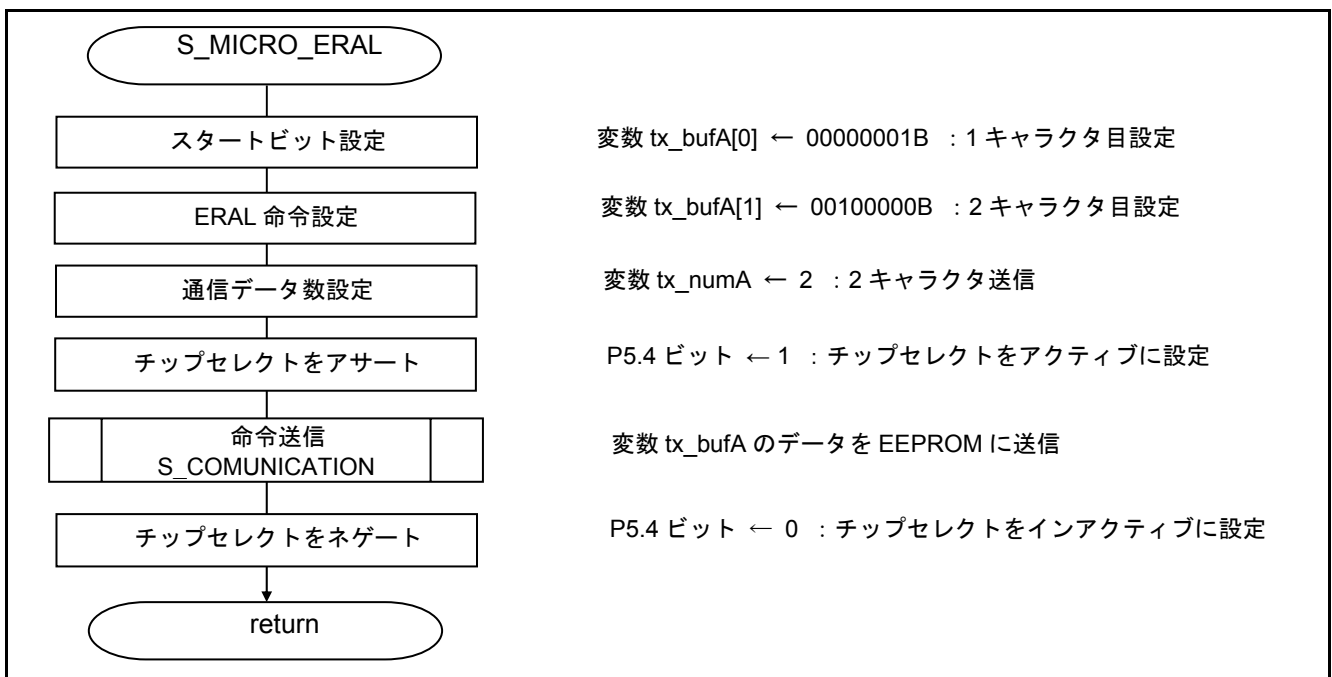 S_MICRO_ERAL
スタートビット設定
変数 tx_bufA[0] ← 00000001B ：1 キャラクタ目設定
ERAL 命令設定
変数 tx_bufA[1] ← 00100000B ：2 キャラクタ目設定
通信データ数設定
変数 tx_numA ← 2 ：2 キャラクタ送信
チップセレクトをアサート
P5.4 ビット ← 1 ：チップセレクトをアクティブに設定
命令送信
S_COMUNICATION
変数 tx_bufA のデータを EEPROM に送信
チップセレクトをネゲート
P5.4 ビット ← 0 ：チップセレクトをインアクティブに設定
return